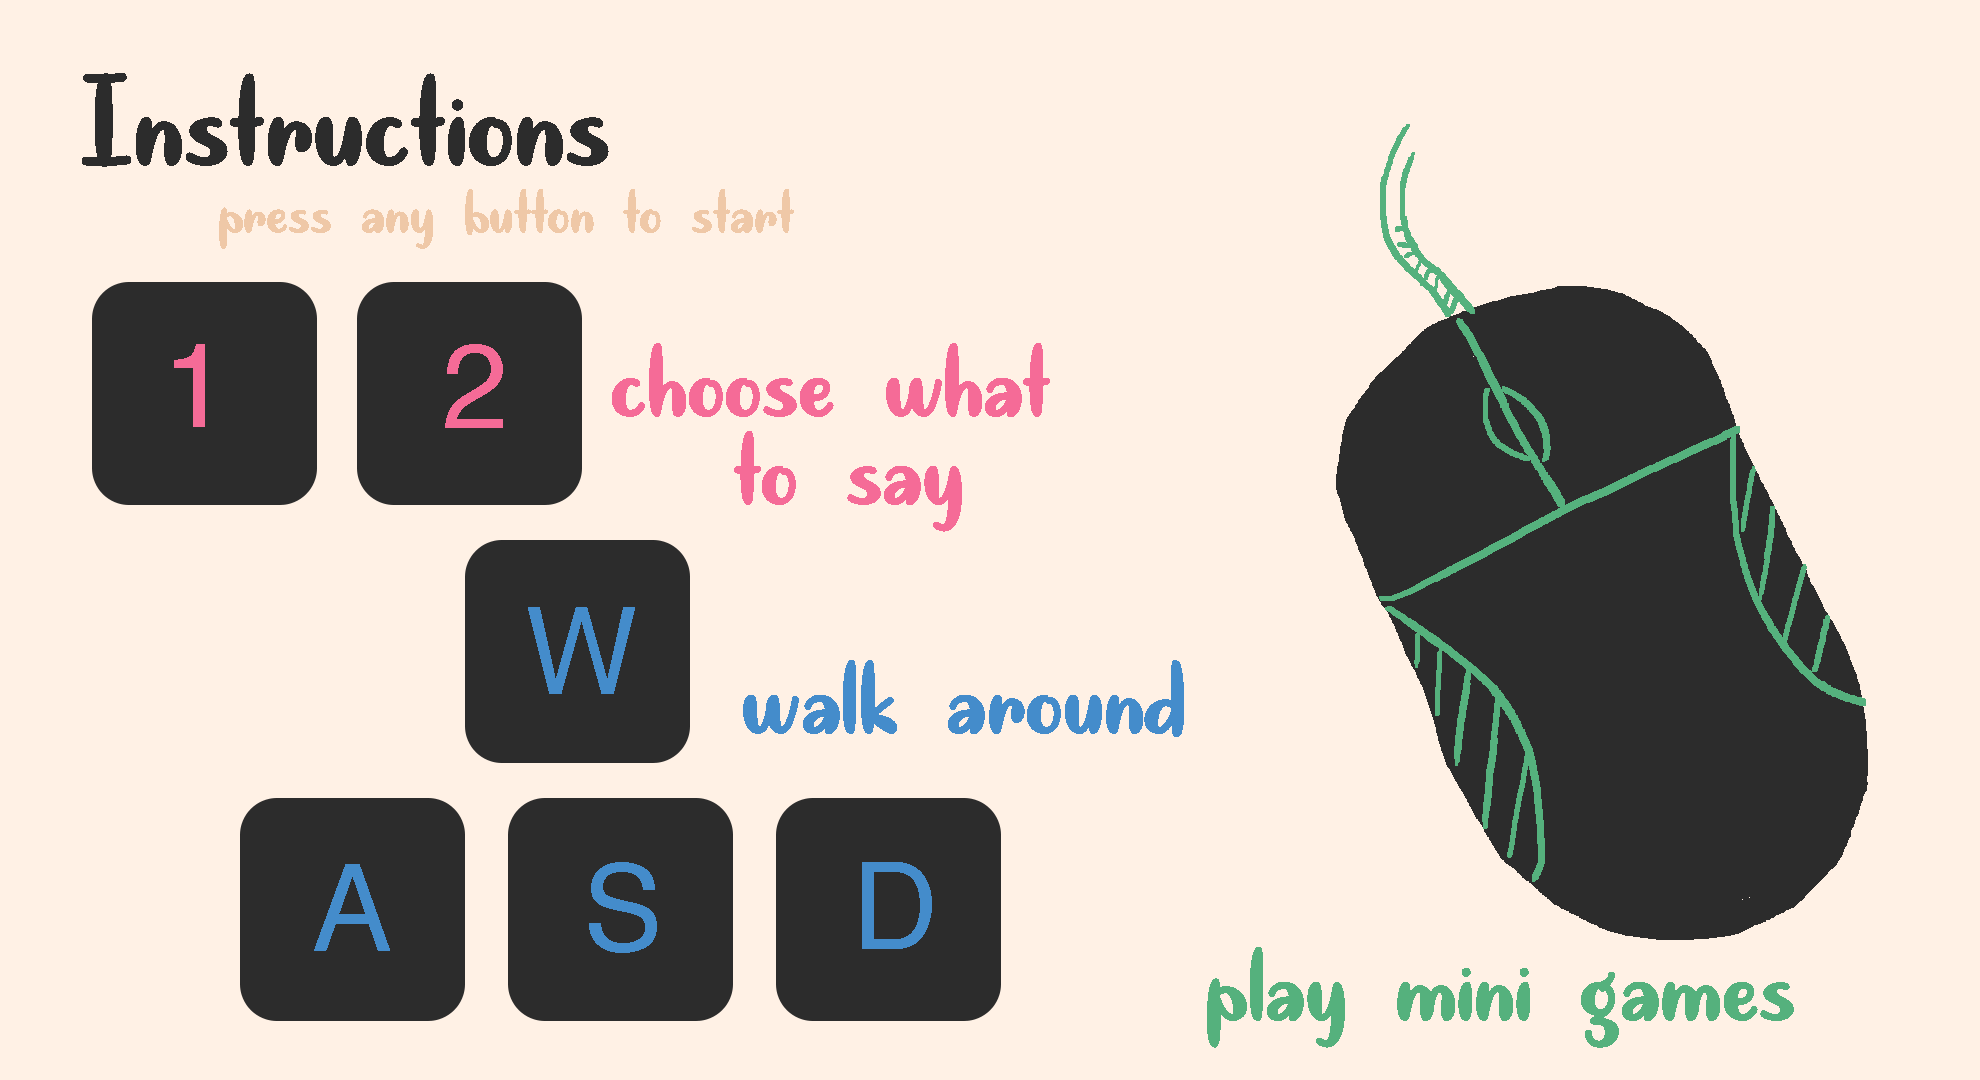 Instructions
press any button to start
1 2 choose what
to say
W
walk around
A S D
play mini games